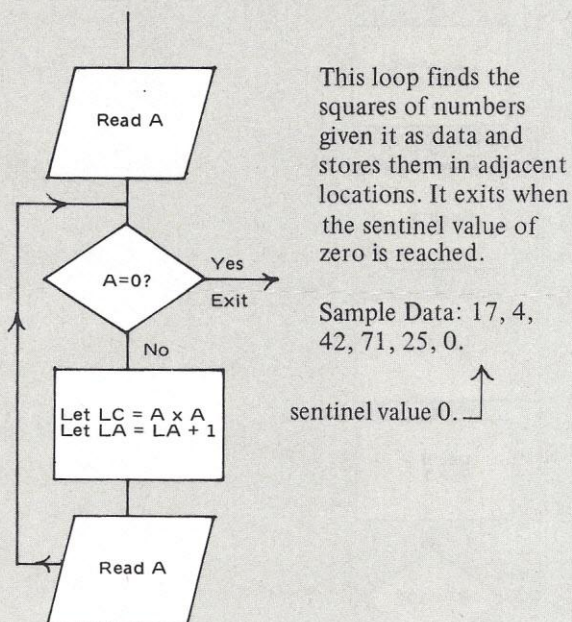 Read A
This loop finds the
squares of numbers
given it as data and
stores them in adjacent
locations. It exits when
the sentinel value of
zero is reached.
A=0?
Yes
Exit
No
Sample Data: 17, 4,
42, 71, 25, 0.
sentinel value 0.
Let LC = A x A
Let LA = LA + 1
Read A